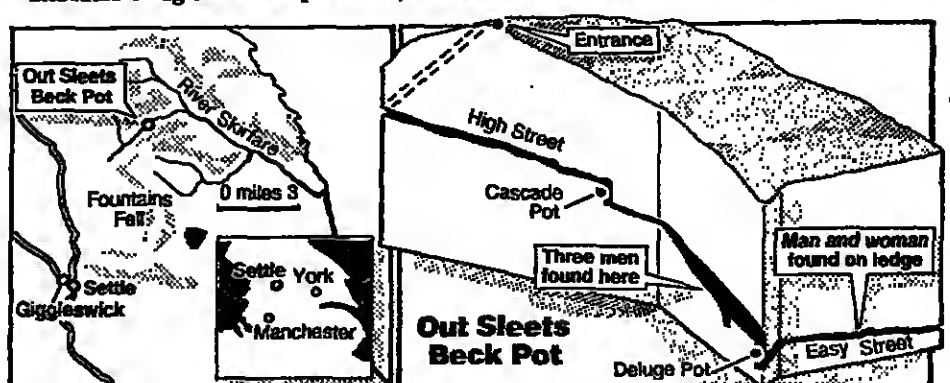 Out Sleets
Beck Pot
River Skirfare
0 miles 3
Fountains
Fell
Settle
Giggleswick
Settle
York
Manchester
Entrance
High Street
Cascade
Pot
Three men
found here
Man and woman
found on ledge
Out Sleets
Beck Pot
Deluge Pot
Easy Street